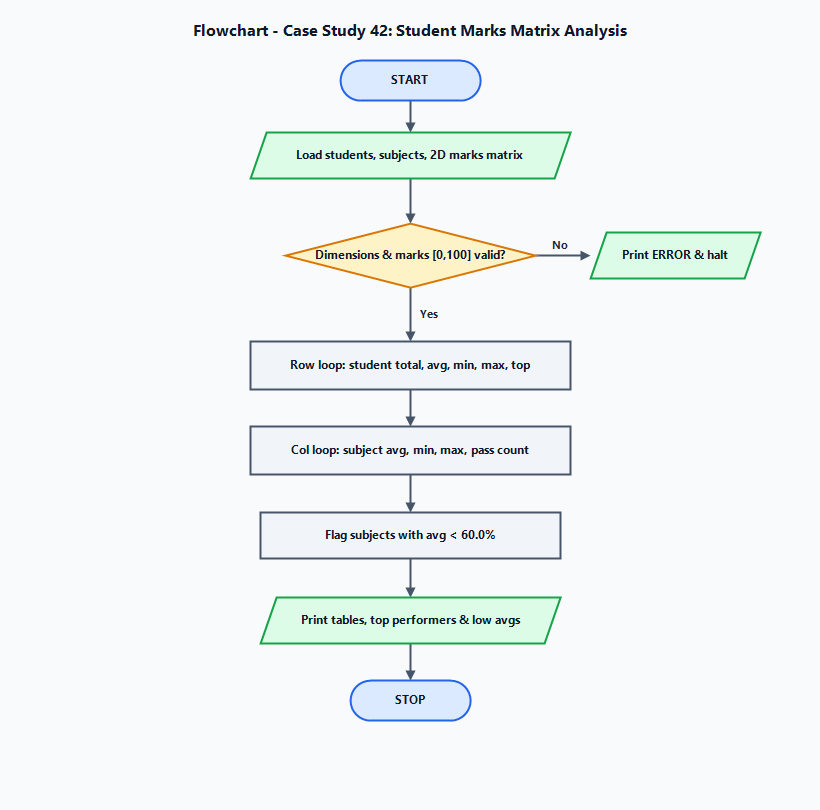 Flowchart - Case Study 42: Student Marks Matrix Analysis
START
Load students, subjects, 2D marks matrix
Dimensions & marks [0,100] valid?
No
Print ERROR & halt
Yes
Row loop: student total, avg, min, max, top
Col loop: subject avg, min, max, pass count
Flag subjects with avg < 60.0%
Print tables, top performers & low avgs
STOP